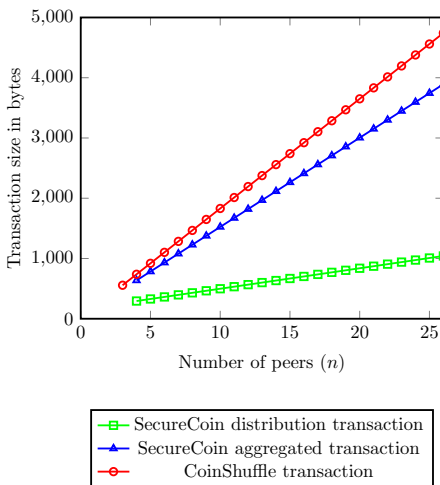 5,000
4,000
3,000
2,000
1,000
0
0 5 10 15 20 25
Transaction size in bytes
Number of peers (n)
SecureCoin distribution transaction
SecureCoin aggregated transaction
CoinShuffle transaction